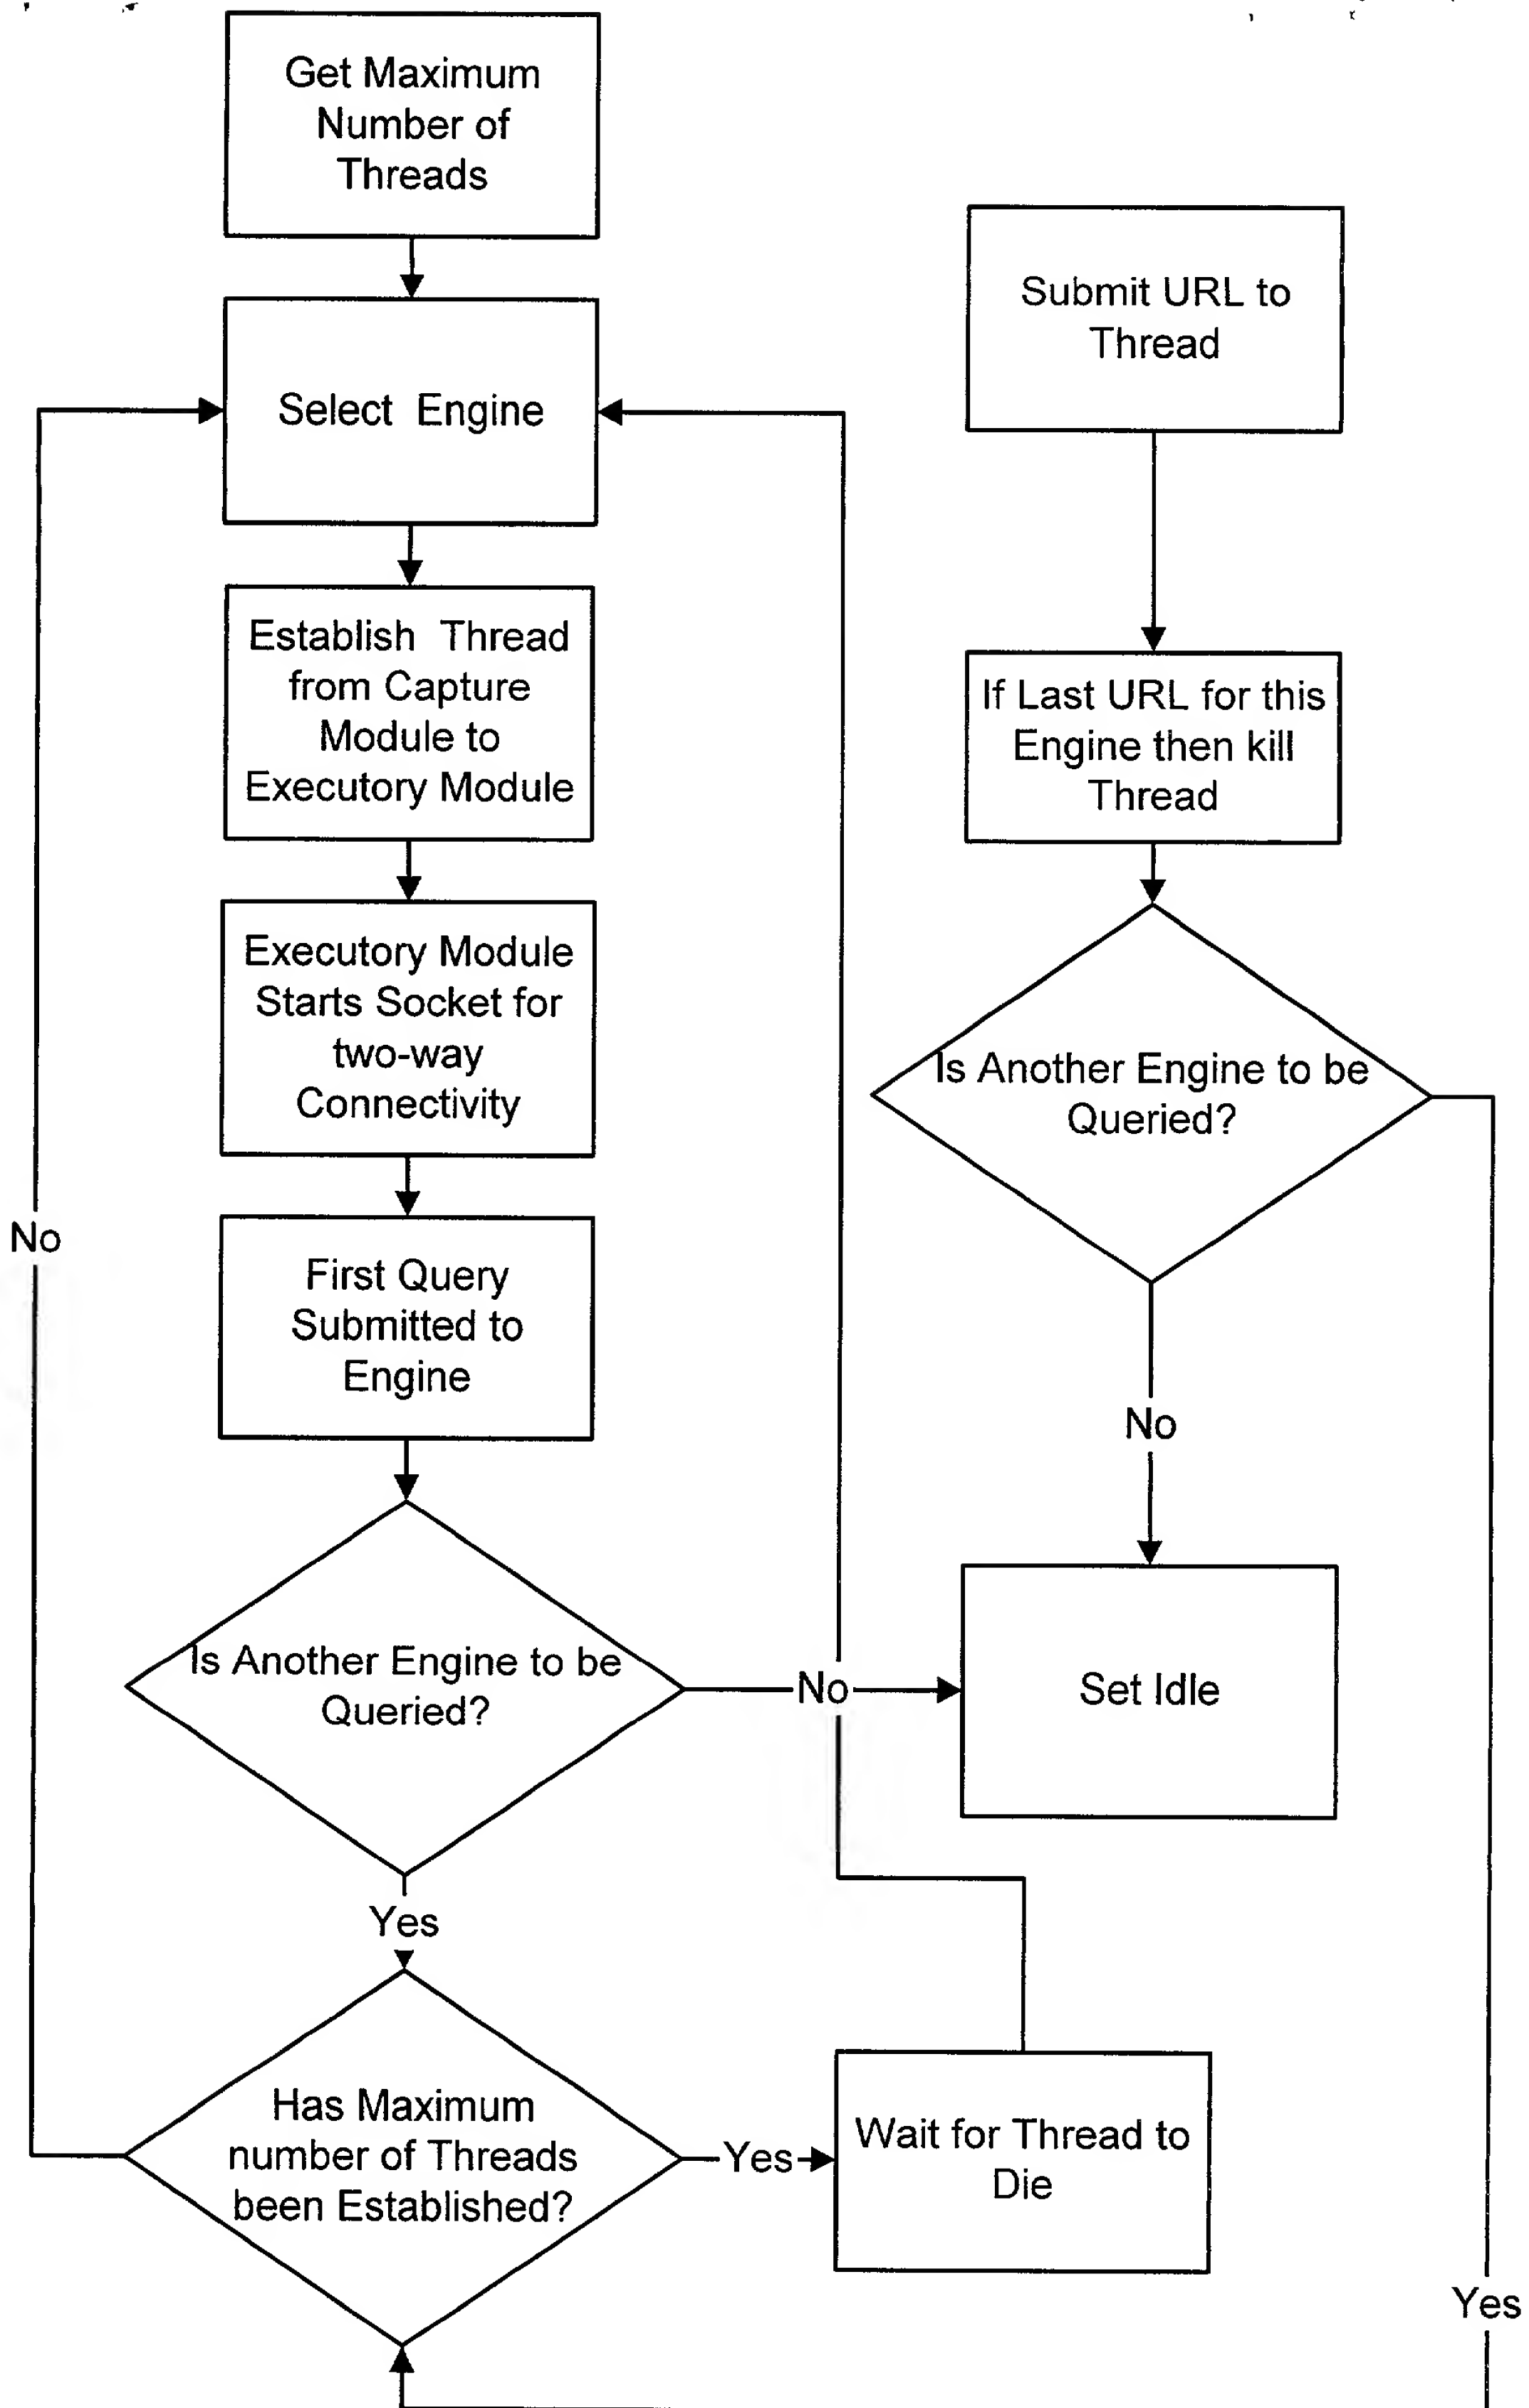 Get Maximum
Number of
Threads
Submit URL to
Thread
Select Engine
Establish Thread
from Capture
Module to
Executory Module
If Last URL for this
Engine then kill
Thread
Executory Module
Starts Socket for
two-way
Connectivity
Is Another Engine to be
Queried?
No
First Query
Submitted to
Engine
No
Is Another Engine to be
Queried?
No
Set Idle
Yes
Has Maximum
number of Threads
been Established?
Yes
Wait for Thread to
Die
Yes